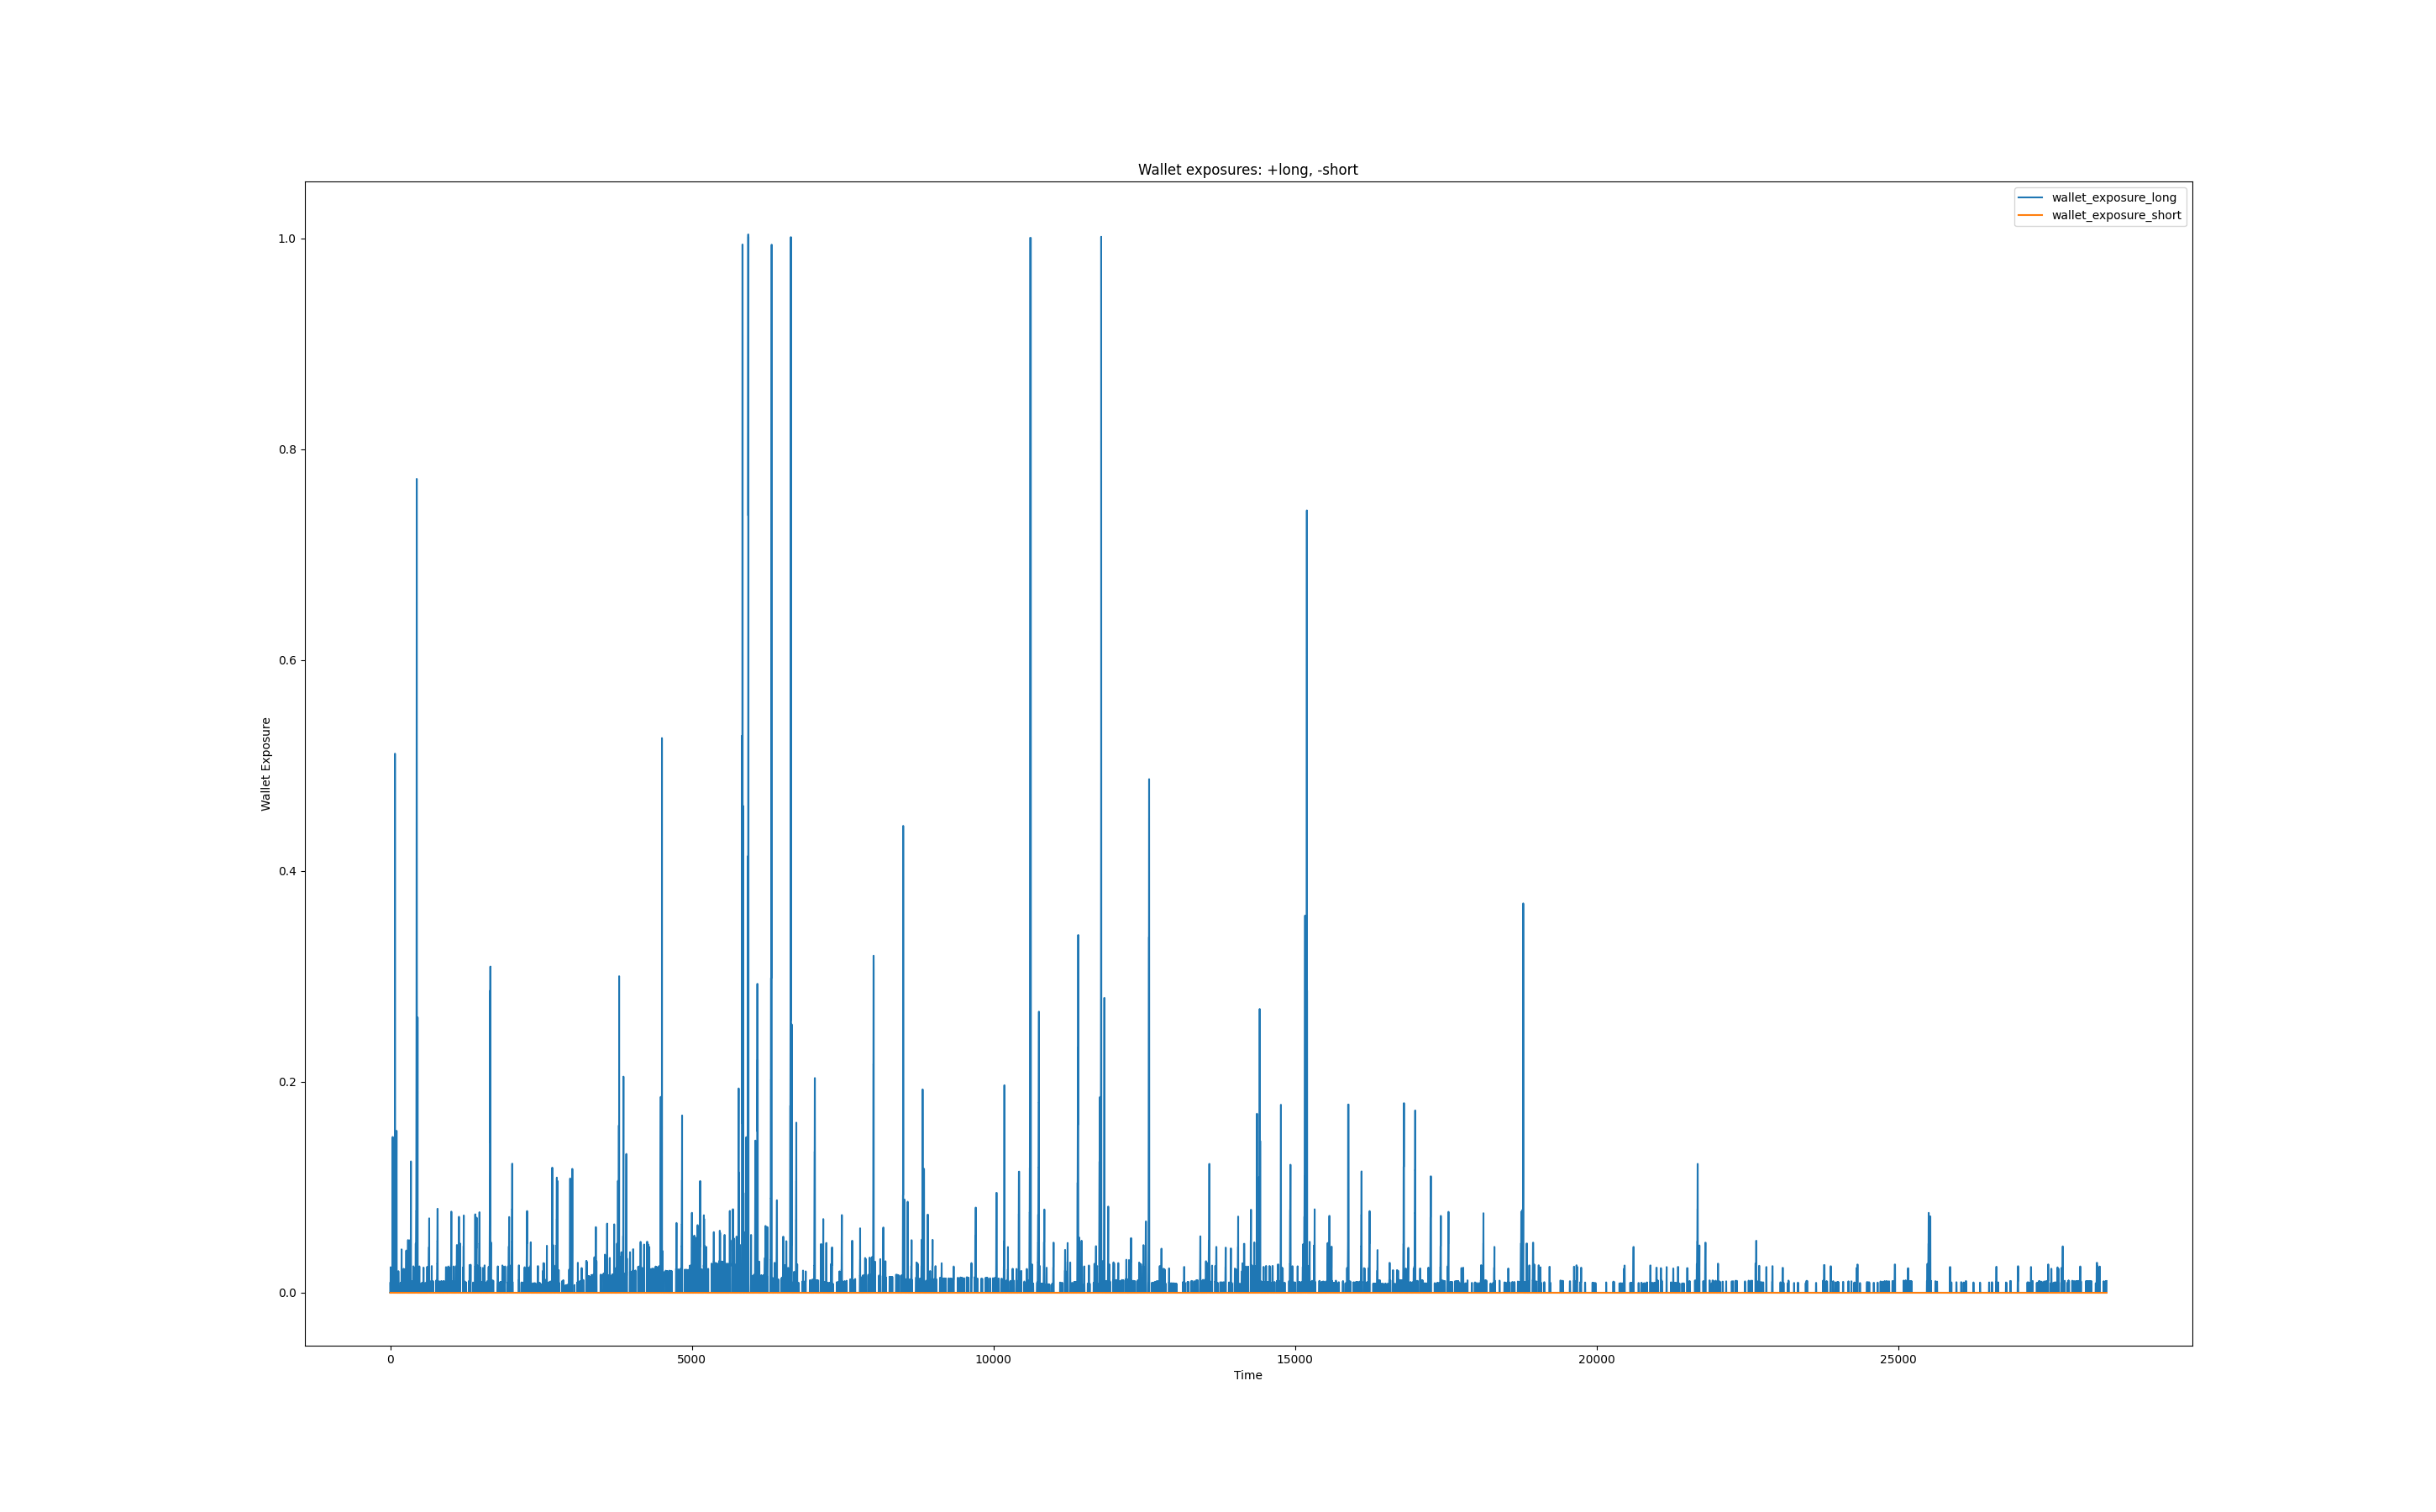 Wallet exposures: +long, -short
wallet_exposure_long
wallet_exposure_short
1.0
0.8
0.6
0.4
0.2
0.0
Wallet Exposure
0 5000 10000 15000 20000 25000
Time